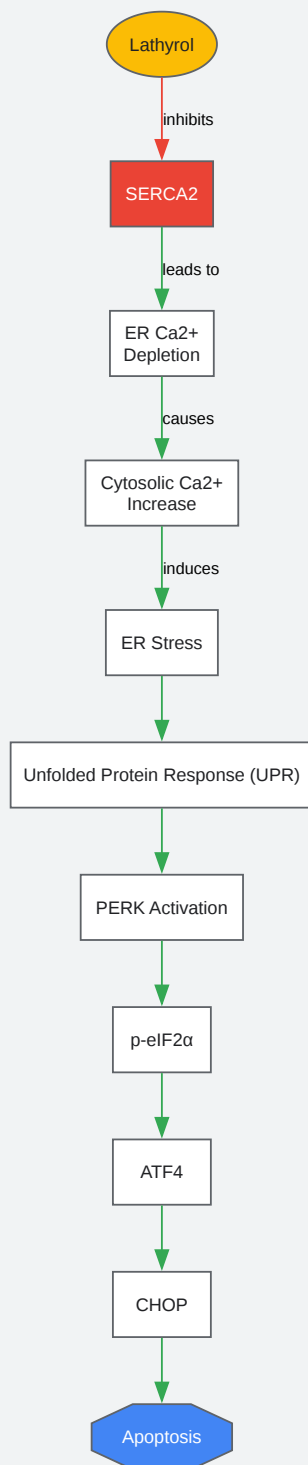 Lathyrol
inhibits
SERCA2
leads to
ER Ca2+
Depletion
causes
Cytosolic Ca2+
Increase
induces
ER Stress
Unfolded Protein Response (UPR)
PERK Activation
p-eIF2α
ATF4
CHOP
Apoptosis